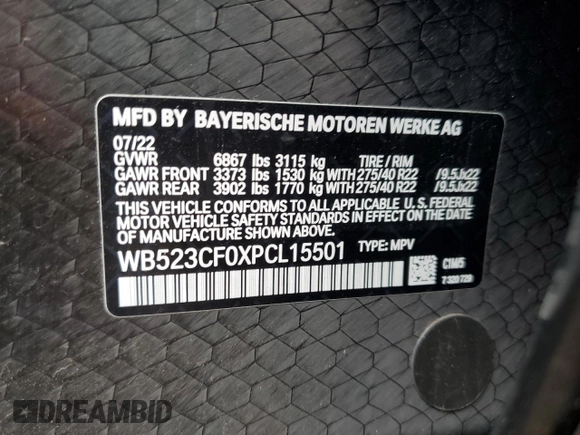 MFD BY BAYERISCHE MOTOREN WERKE AG
07/22
GVWR 6867 lbs 3115 kg TIRE / RIM
GAWR FRONT 3373 lbs 1530 kg WITH 275/40 R22 /9.5Jx22
GAWR REAR 3902 lbs 1770 kg WITH 275/40 R22 /9.5Jx22
THIS VEHICLE CONFORMS TO ALL APPLICABLE U.S. FEDERAL
MOTOR VEHICLE SAFETY STANDARDS IN EFFECT ON THE DATE
OF MANUFACTURE SHOWN ABOVE.
WB523CF0XPCL15501 TYPE: MPV
DREAMBID